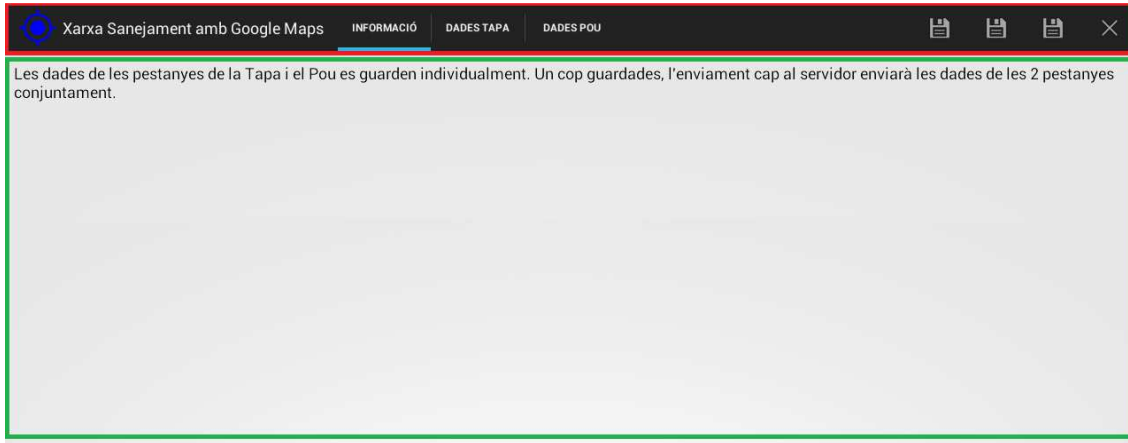 Xarxa Sanejament amb Google Maps INFORMACIÓ DADES TAPA DADES POU
Les dades de les pestanyes de la Tapa i el Pou es guarden individualment. Un cop guardades, l'enviament cap al servidor enviarà les dades de les 2 pestanyes
conjuntament.